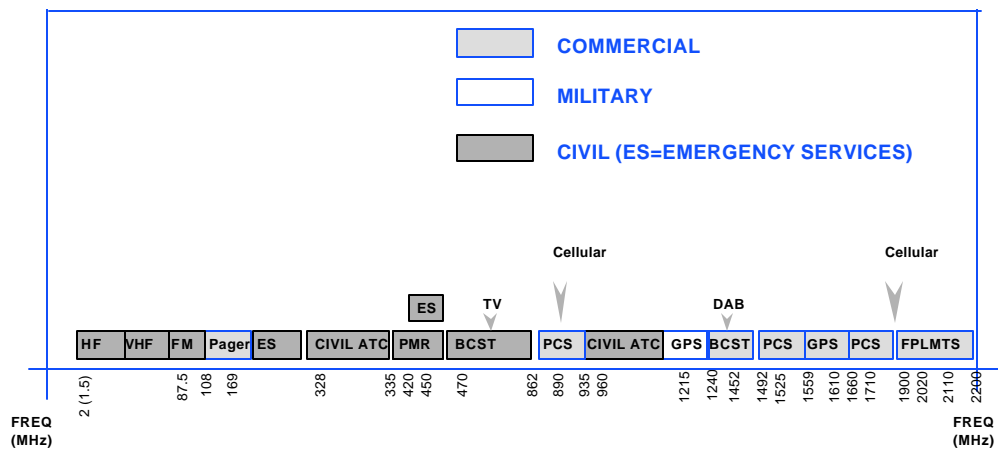 COMMERCIAL
MILITARY
CIVIL (ES=EMERGENCY SERVICES)
Cellular
Cellular
ES
TV
DAB
HF
VHF
FM
Pager
ES
CIVIL ATC
PMR
BCST
PCS
CIVIL ATC
GPS
BCST
PCS
GPS
PCS
FPLMTS
2 (1.5)
87.5
108
169
328
335
420
450
470
862
890
935
960
1215
1240
1452
1492
1525
1559
1610
1660
1710
1900
2020
2110
2200
FREQ
(MHz)
FREQ
(MHz)